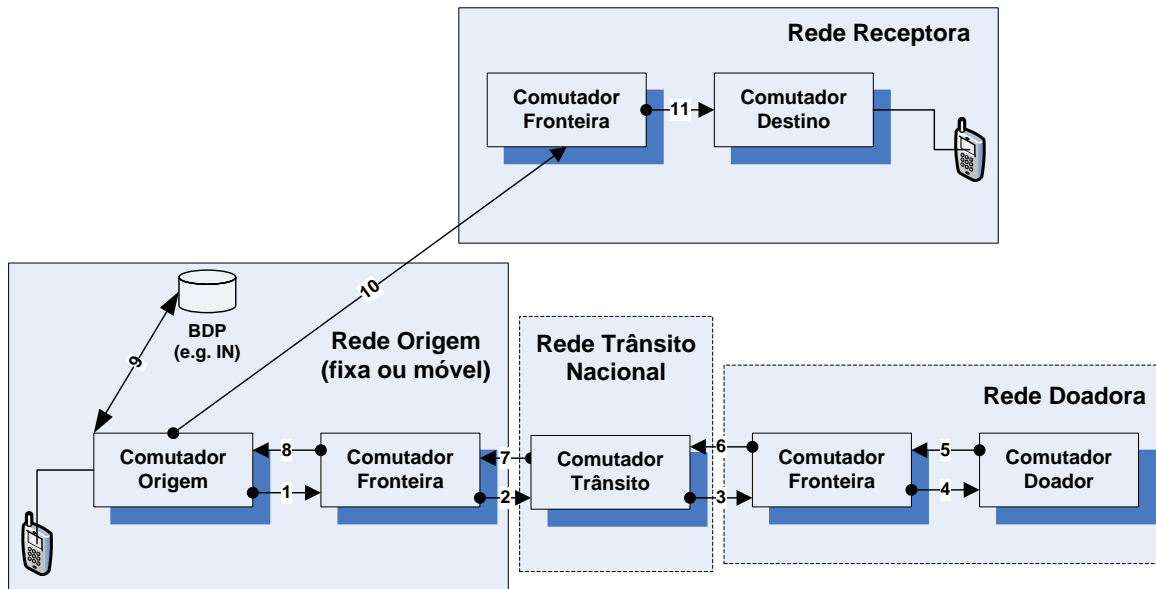 Rede Receptora
Comutador
Fronteira
11
Comutador
Destino
10
BDP
(e.g. IN)
9
Rede Origem
(fixa ou móvel)
Rede Trânsito
Nacional
Rede Doadora
Comutador
Origem
8
1
Comutador
Fronteira
7
2
Comutador
Trânsito
6
3
Comutador
Fronteira
5
4
Comutador
Doador